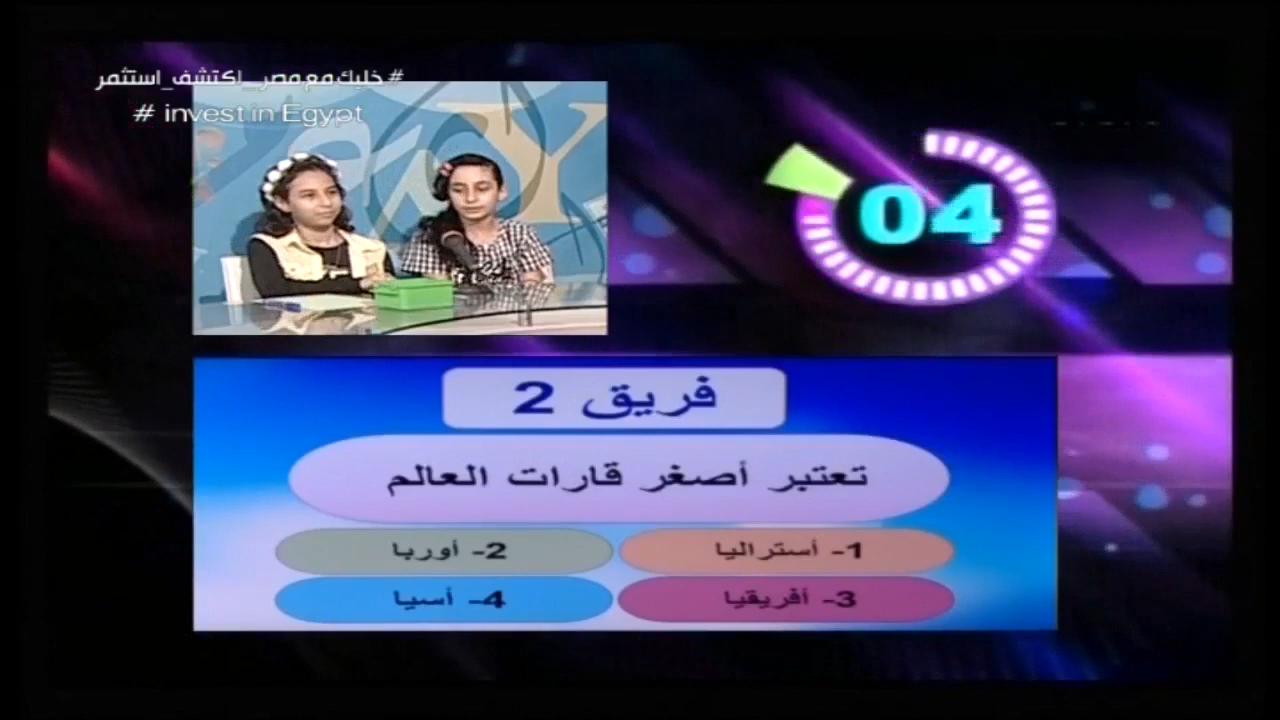 #خليك_مع_مصر_اكتشف_استثمر
# invest in Egypt
04
فريق 2
تعتبر أصغر قارات العالم
1- أستراليا
2- أوربا
3- أفريقيا
4- أسيا